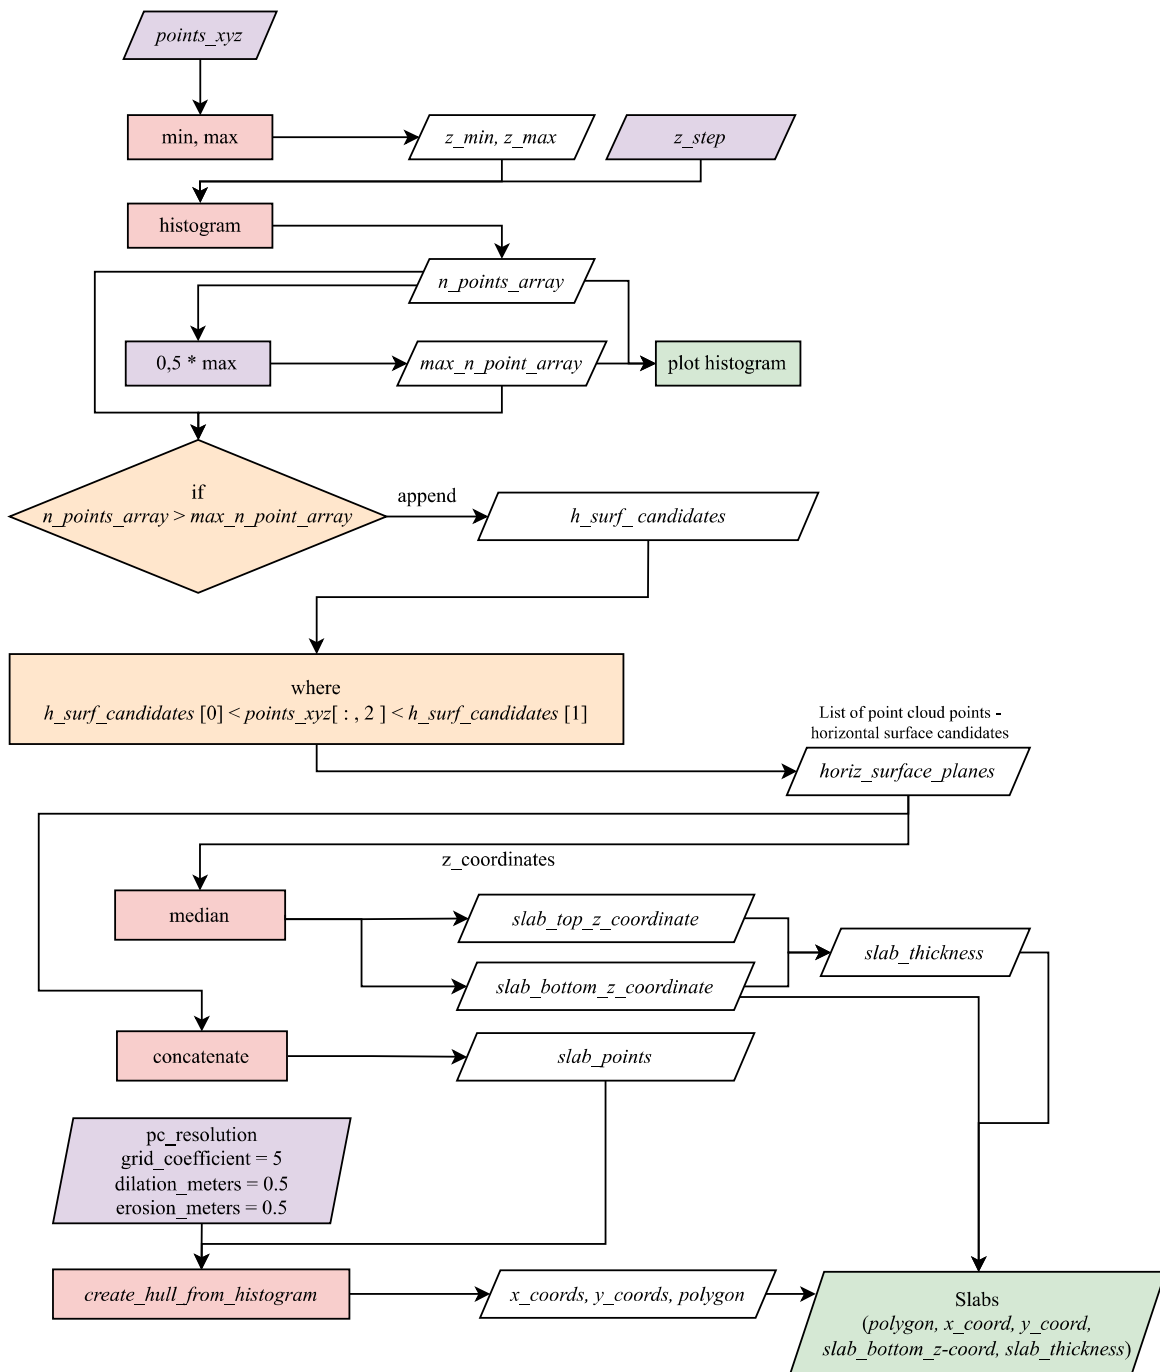 points_xyz
min, max
z_min, z_max
z_step
histogram
n_points_array
0,5 * max
max_n_point_array
plot histogram
if
n_points_array > max_n_point_array
append
h_surf_ candidates
where
h_surf_candidates [0] < points_xyz[ : , 2 ] < h_surf_candidates [1]
List of point cloud points -
horizontal surface candidates
horiz_surface_planes
z_coordinates
median
slab_top_z_coordinate
slab_thickness
slab_bottom_z_coordinate
concatenate
slab_points
pc_resolution
grid_coefficient = 5
dilation_meters = 0.5
erosion_meters = 0.5
create_hull_from_histogram
x_coords, y_coords, polygon
Slabs
(polygon, x_coord, y_coord,
slab_bottom_z-coord, slab_thickness)